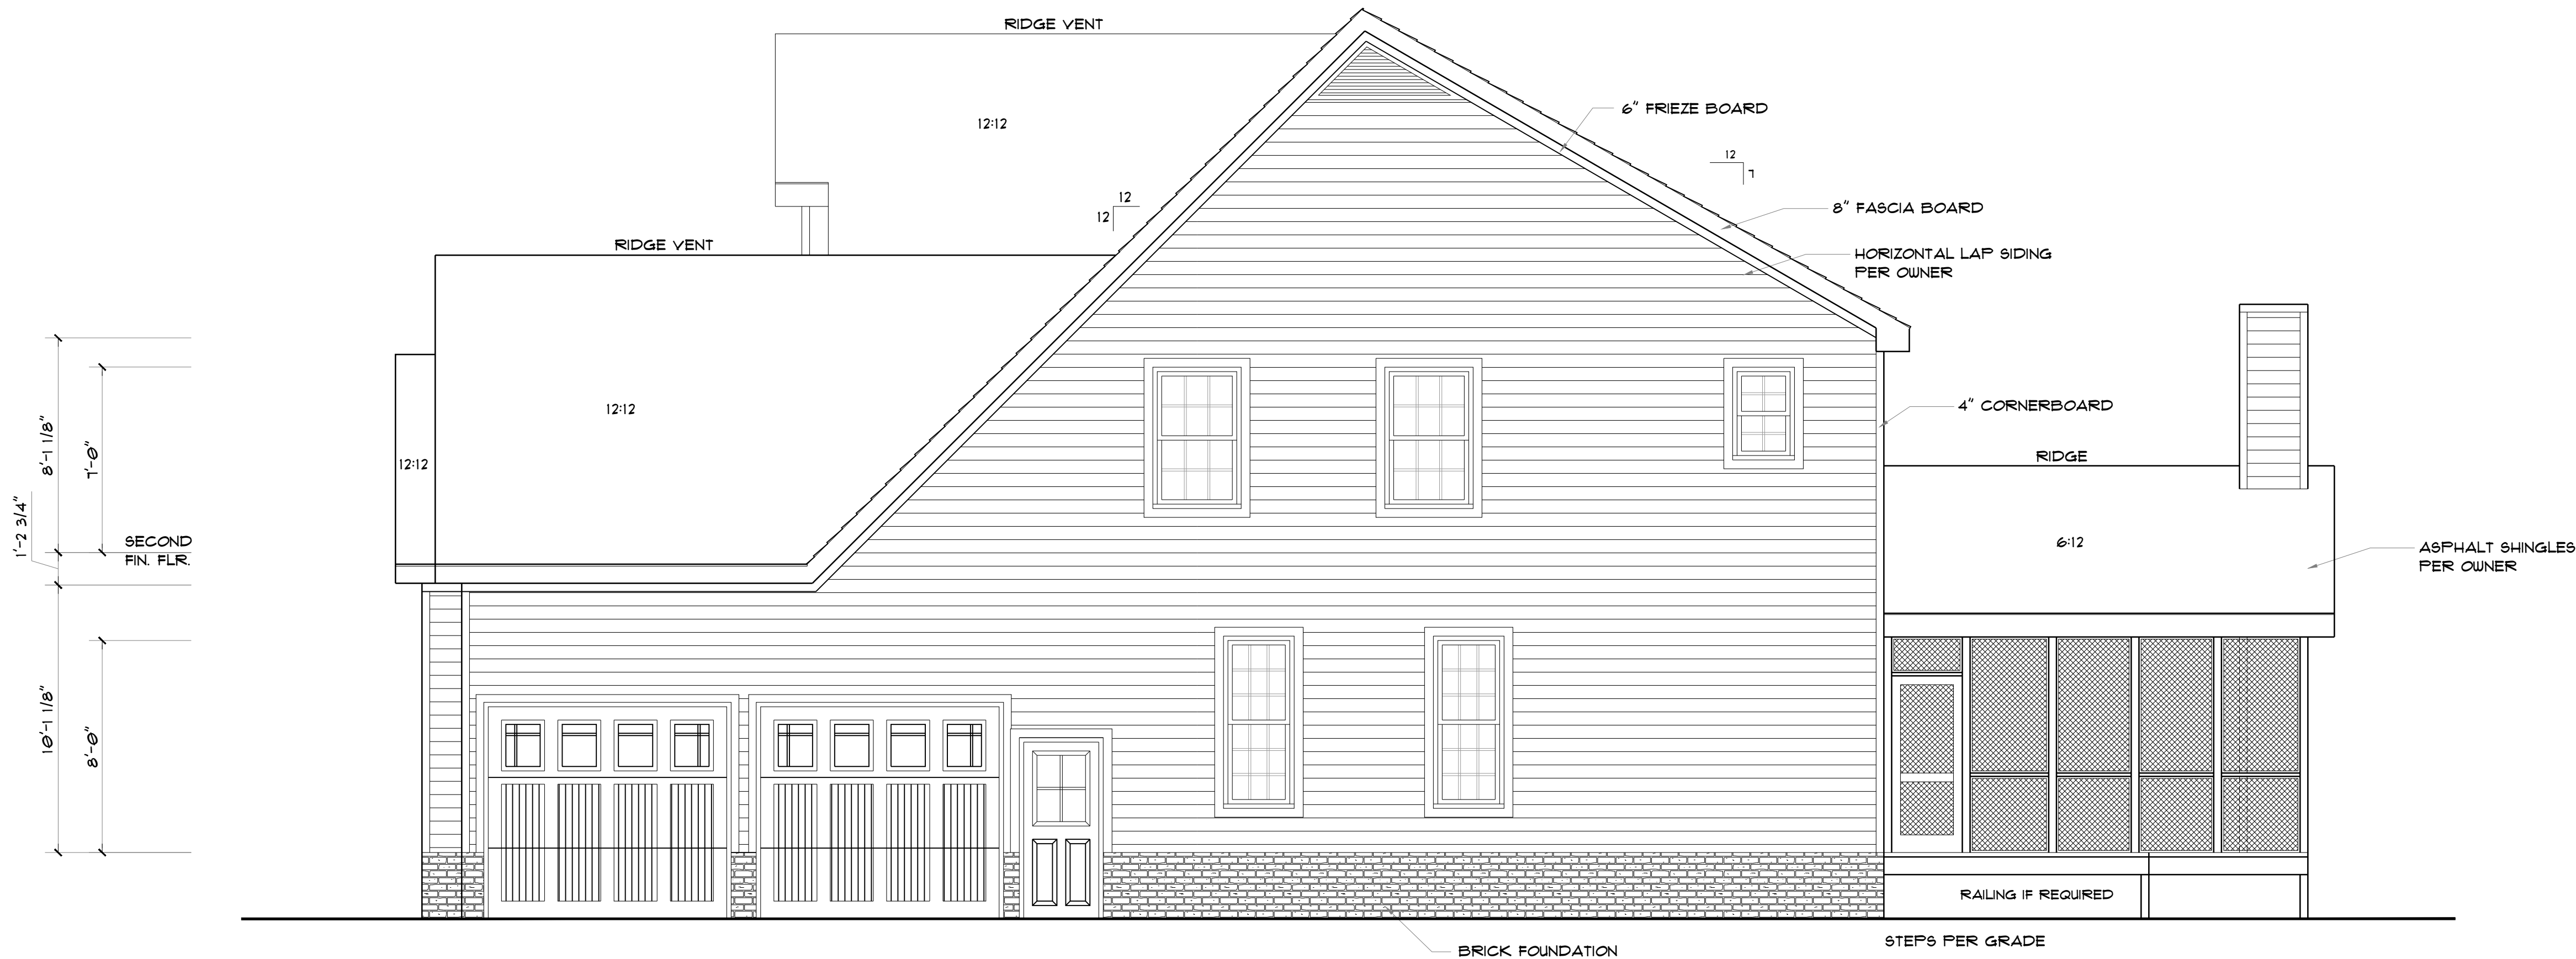 RIDGE VENT
12:12
6" FRIEZE BOARD
12
7
12
12
8" FASCIA BOARD
RIDGE VENT
HORIZONTAL LAP SIDING
PER OWNER
12:12
4" CORNERBOARD
8'-1 1/8"
7'-0"
12:12
RIDGE
1'-2 3/4"
SECOND
FIN. FLR.
6:12
ASPHALT SHINGLES
PER OWNER
10'-1 1/8"
8'-0"
RAILING IF REQUIRED
STEPS PER GRADE
BRICK FOUNDATION